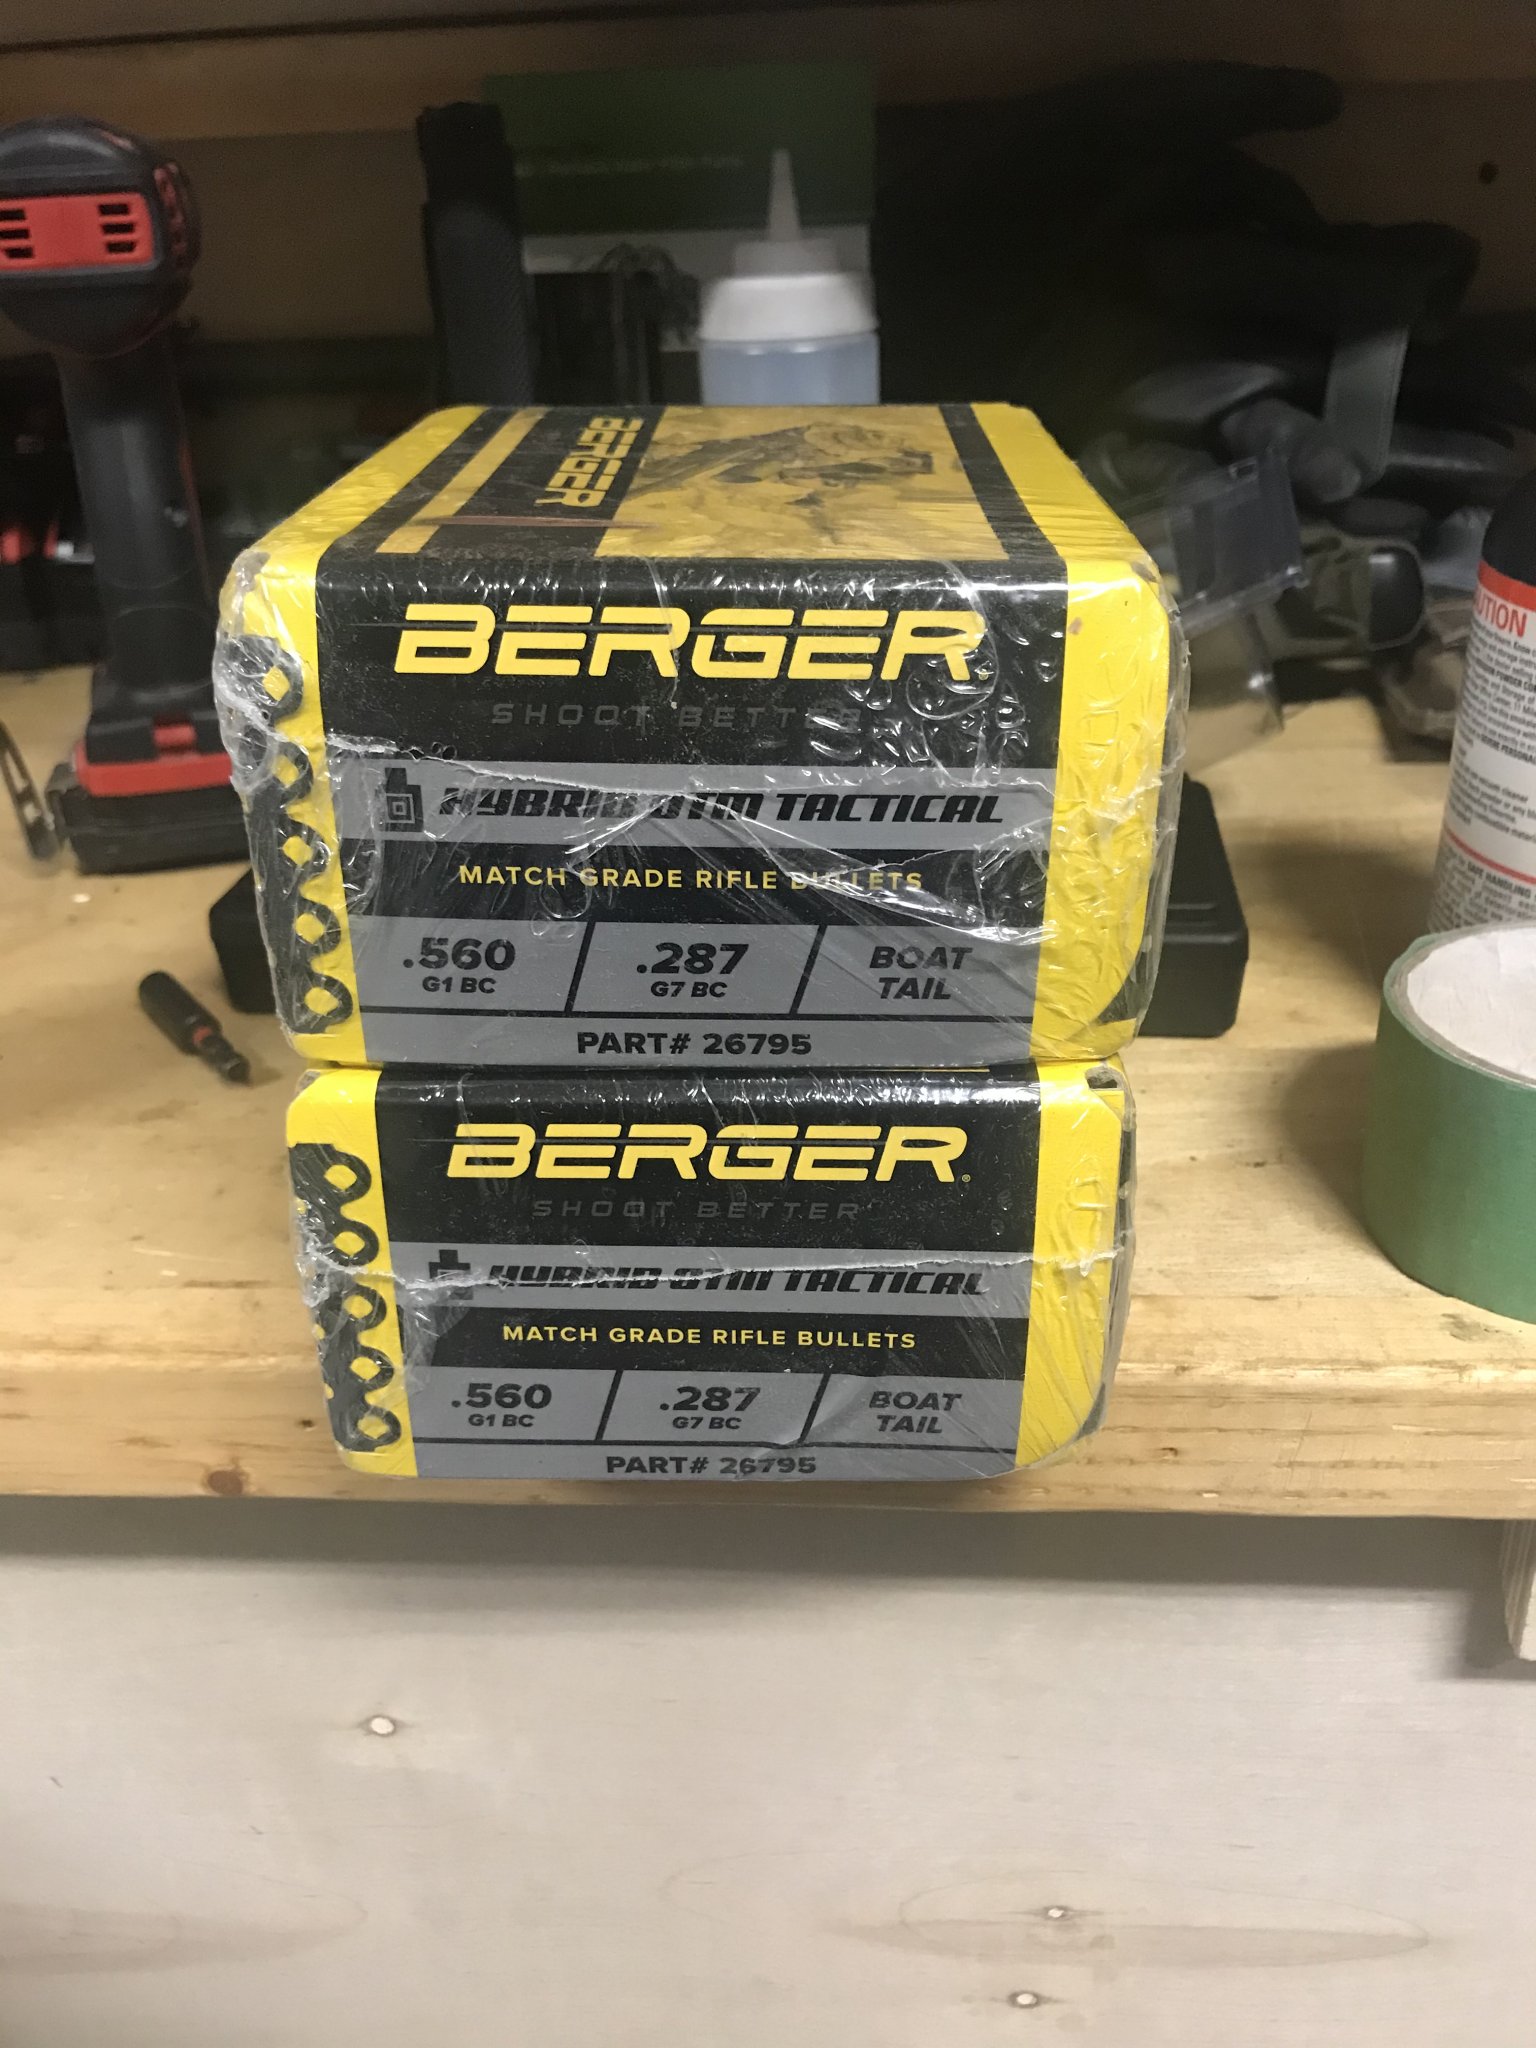 BERGER
BERGER®
SHOOT BETTER
HYBRID OTM TACTICAL
MATCH GRADE RIFLE BULLETS
.560
G1 BC
.287
G7 BC
BOAT
TAIL
PART# 26795
BERGER®
SHOOT BETTER
HYBRID OTM TACTICAL
MATCH GRADE RIFLE BULLETS
.560
G1 BC
.287
G7 BC
BOAT
TAIL
PART# 26795